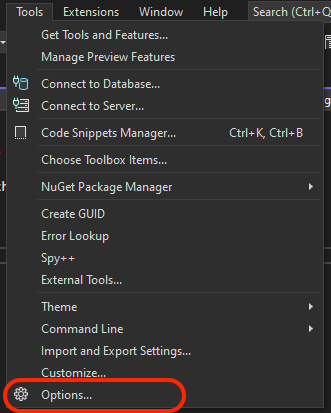 Tools Extensions Window Help Search (Ctrl+Q
Get Tools and Features...
Manage Preview Features
Connect to Database...
Connect to Server...
Code Snippets Manager... Ctrl+K, Ctrl+B
Choose Toolbox Items...
NuGet Package Manager
Create GUID
Error Lookup
Spy++
External Tools...
Theme
Command Line
Import and Export Settings...
Customize...
Options...